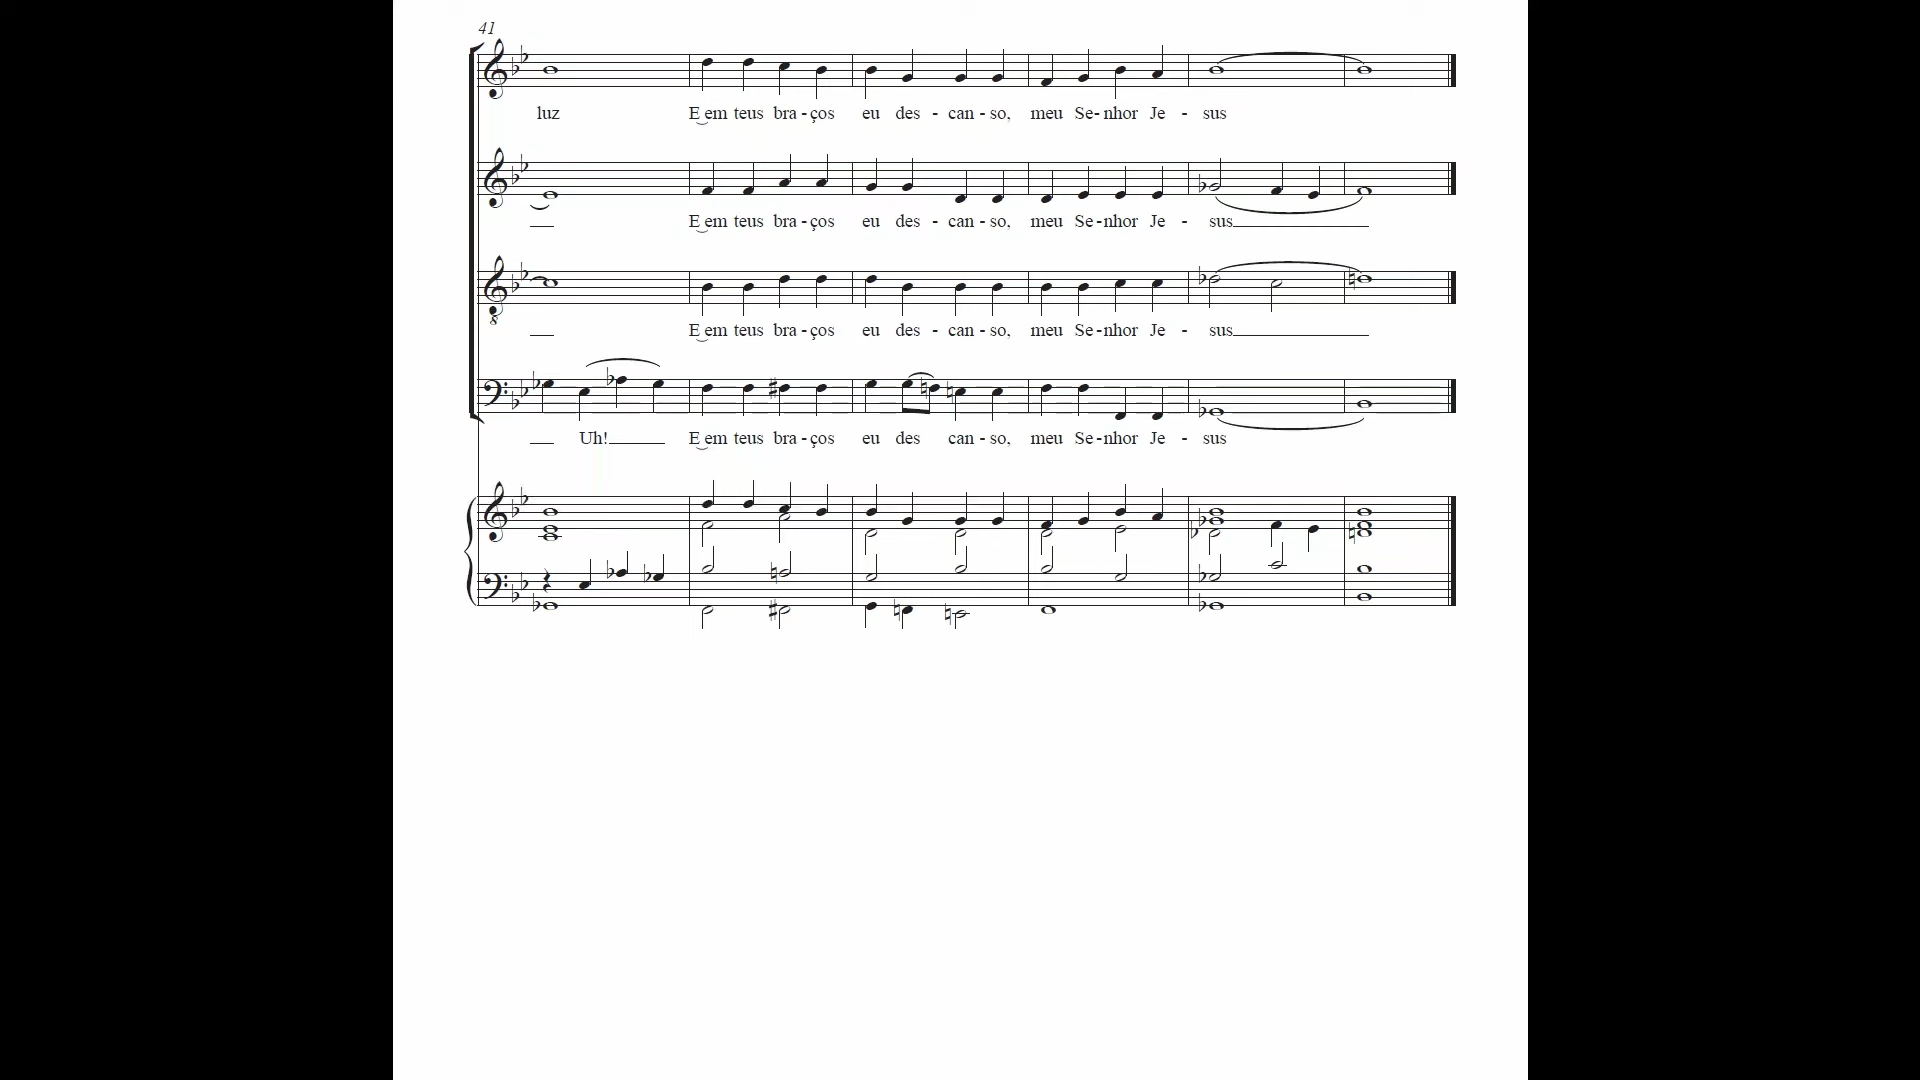 41
luz E em teus bra - ços eu des - can - so, meu Se - nhor Je - sus
E em teus bra - ços eu des - can - so, meu Se - nhor Je - sus
8
E em teus bra - ços eu des - can - so, meu Se - nhor Je - sus
Uh! E em teus bra - ços eu des can - so, meu Se - nhor Je - sus